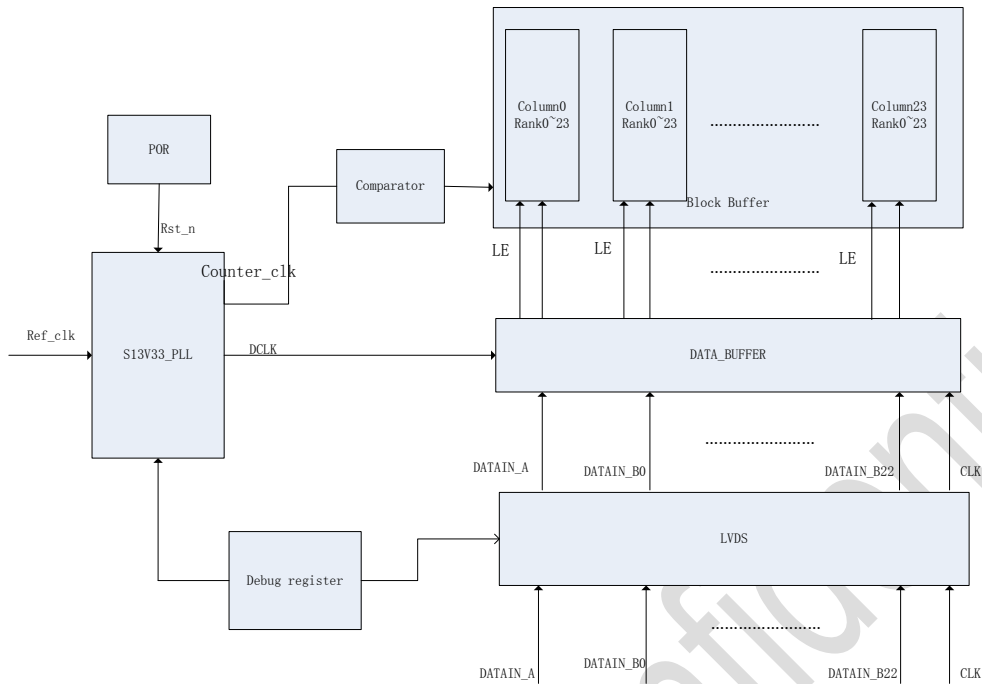 Column0
Rank0~23
Column1
Rank0~23
........................
Column23
Rank0~23
Block Buffer
POR
Comparator
Rst_n
Counter_clk
LE
LE
........................
LE
Ref_clk
S13V33_PLL
DCLK
DATA_BUFFER
........................
DATAIN_A
DATAIN_B0
DATAIN_B22
CLK
LVDS
Debug register
........................
DATAIN_A
DATAIN_B0
DATAIN_B22
CLK